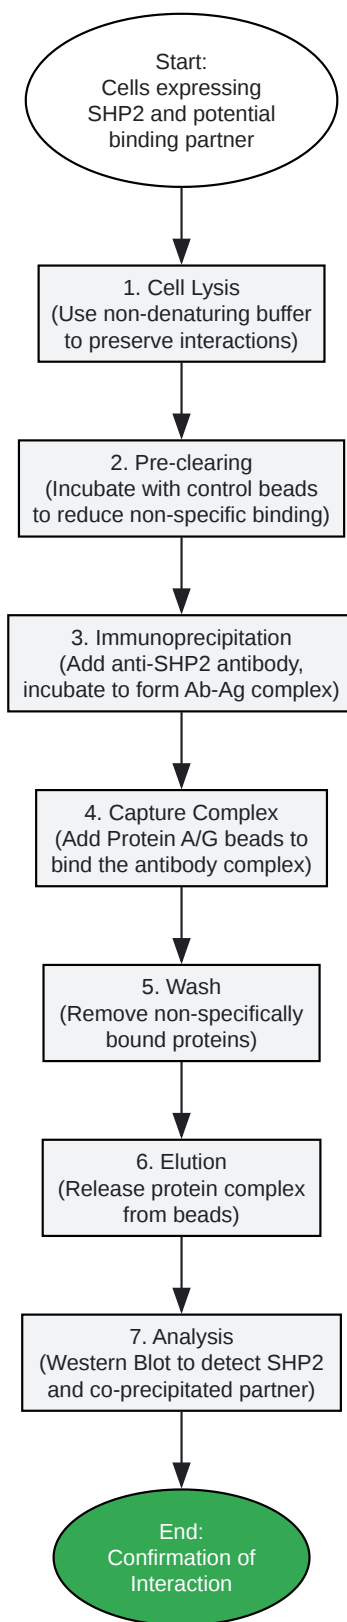 Start:
Cells expressing
SHP2 and potential
binding partner
1. Cell Lysis
(Use non-denaturing buffer
to preserve interactions)
2. Pre-clearing
(Incubate with control beads
to reduce non-specific binding)
3. Immunoprecipitation
(Add anti-SHP2 antibody,
incubate to form Ab-Ag complex)
4. Capture Complex
(Add Protein A/G beads to
bind the antibody complex)
5. Wash
(Remove non-specifically
bound proteins)
6. Elution
(Release protein complex
from beads)
7. Analysis
(Western Blot to detect SHP2
and co-precipitated partner)
End:
Confirmation of
Interaction